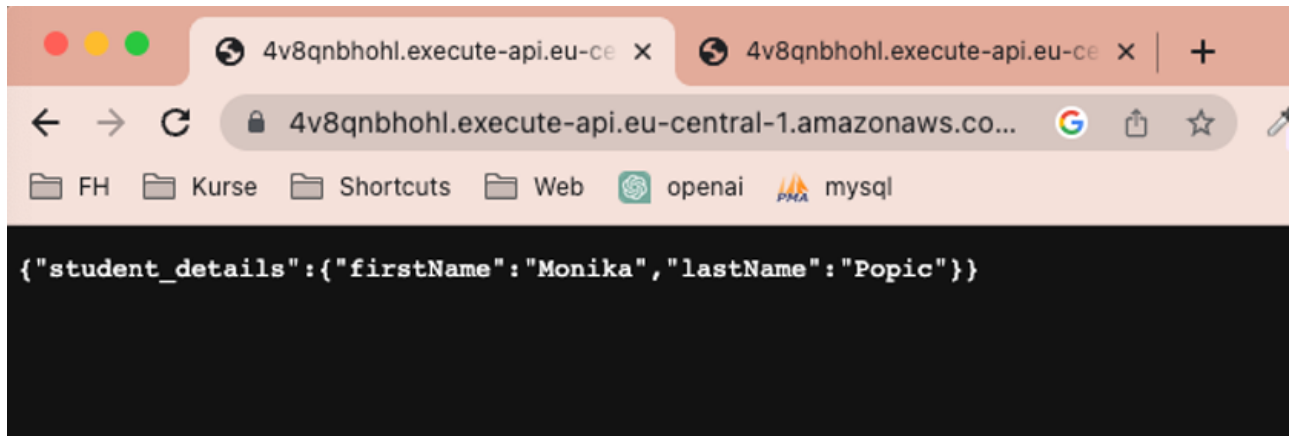 4v8qnbhohl.execute-api.eu-ce
4v8qnbhohl.execute-api.eu-ce
4v8qnbhohl.execute-api.eu-central-1.amazonaws.co...
FH Kurse Shortcuts Web openai PMA mysql
{"student_details":{"firstName":"Monika","lastName":"Popic"}}